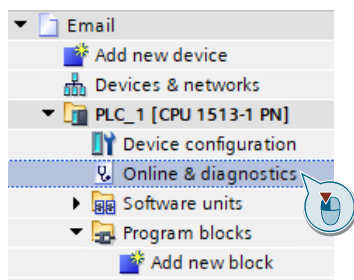 Email
Add new device
Devices & networks
PLC_1 [CPU 1513-1 PN]
Device configuration
Online & diagnostics
Software units
Program blocks
Add new block